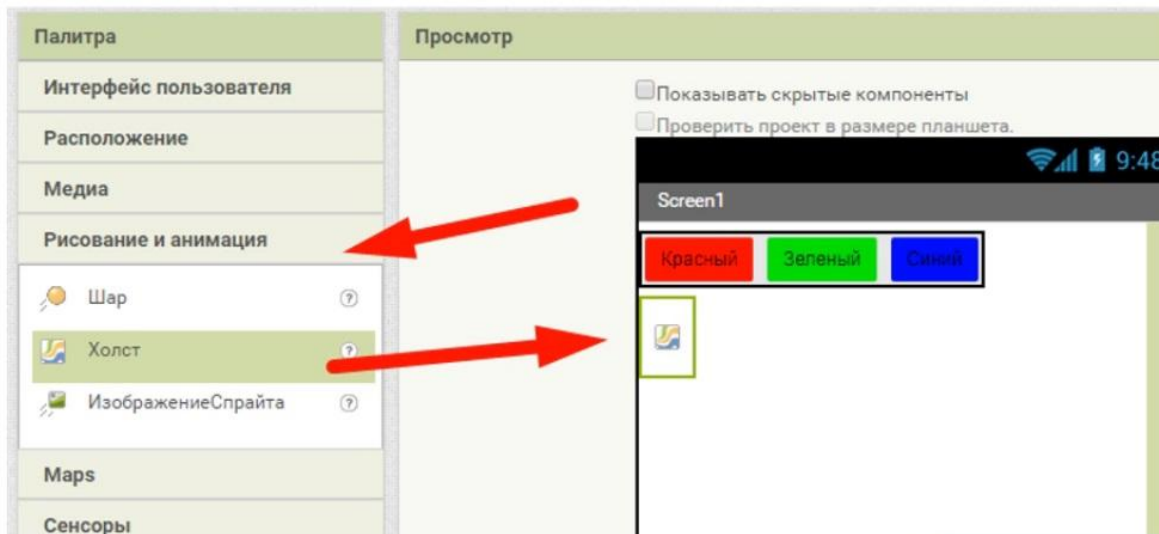 Палитра
Интерфейс пользователя
Расположение
Медиа
Рисование и анимация
Шар ?
Холст ?
ИзображениеСпрайта ?
Maps
Сенсоры
Просмотр
Показывать скрытые компоненты
Проверить проект в размере планшета.
9:48
Screen1
Красный Зеленый Синий